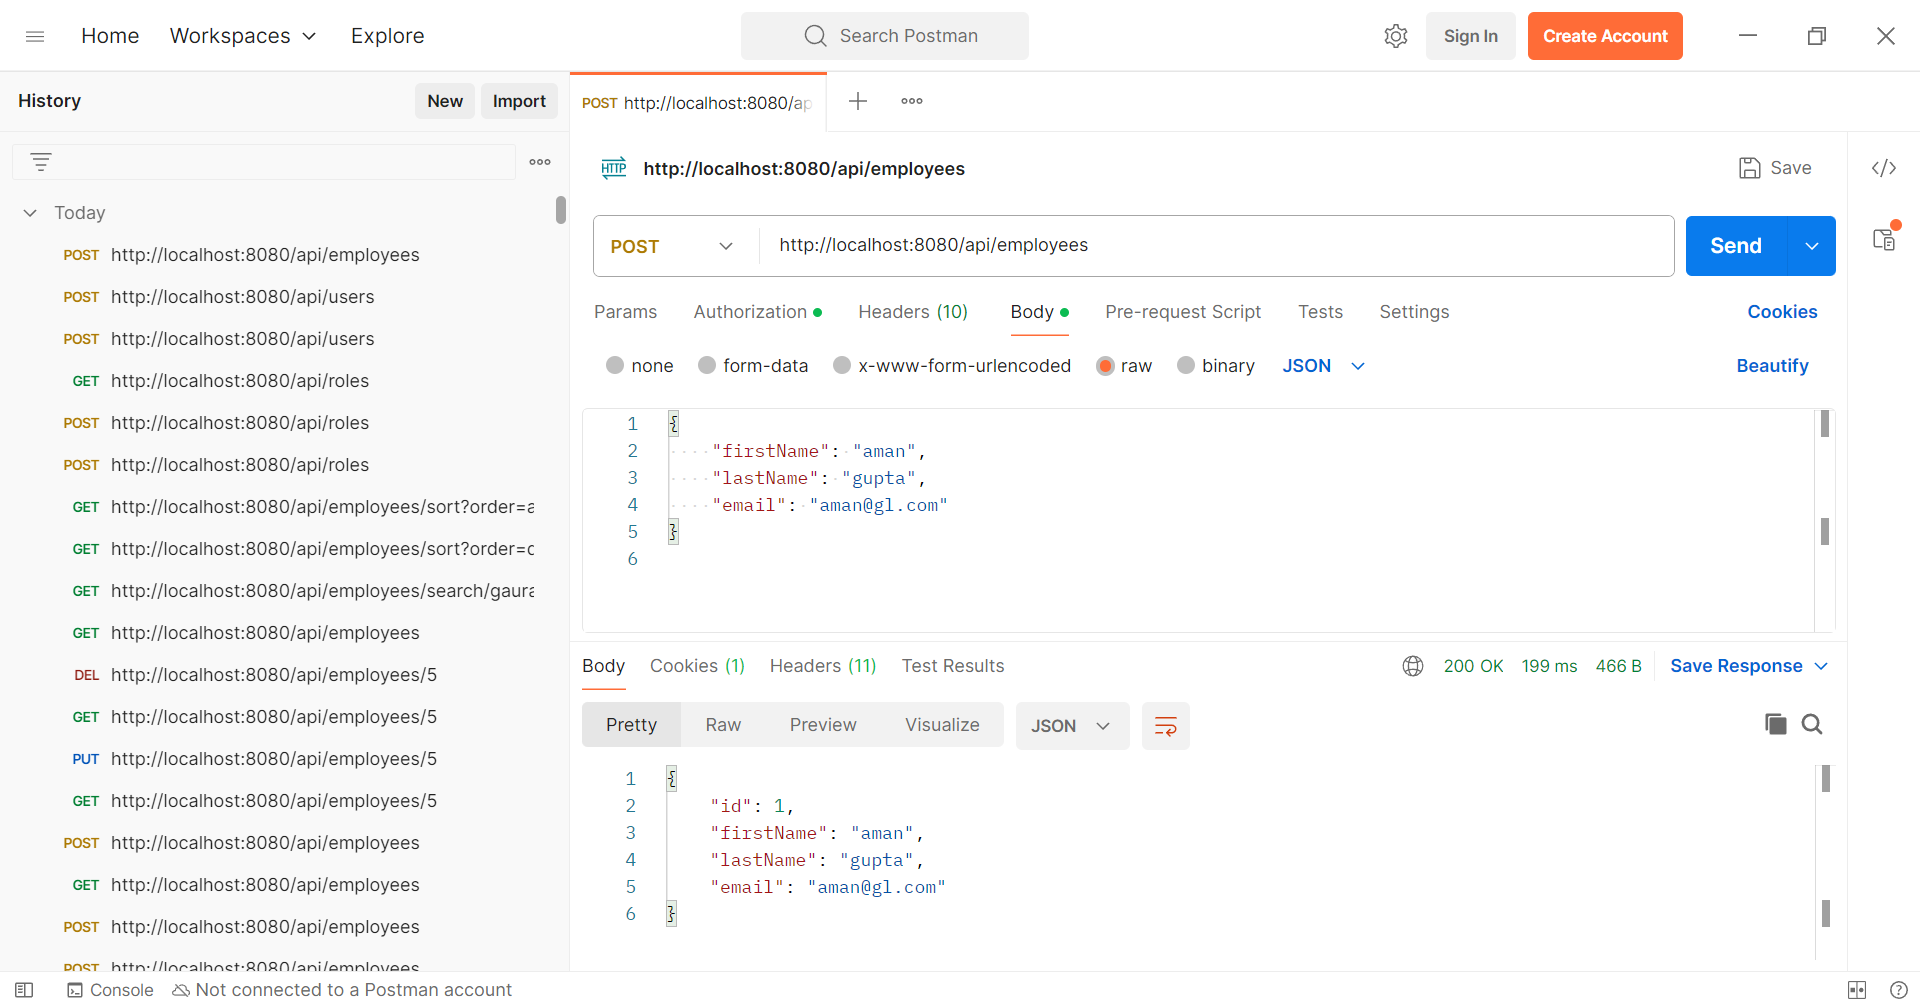 Home Workspaces Explore Search Postman Sign In Create Account
History New Import
POST http://localhost:8080/ap
HTTP http://localhost:8080/api/employees Save
Today
POST http://localhost:8080/api/employees
POST http://localhost:8080/api/users
POST http://localhost:8080/api/users
GET http://localhost:8080/api/roles
POST http://localhost:8080/api/roles
POST http://localhost:8080/api/roles
GET http://localhost:8080/api/employees/sort?order=a
GET http://localhost:8080/api/employees/sort?order=d
GET http://localhost:8080/api/employees/search/gaura
GET http://localhost:8080/api/employees
DEL http://localhost:8080/api/employees/5
GET http://localhost:8080/api/employees/5
PUT http://localhost:8080/api/employees/5
GET http://localhost:8080/api/employees/5
POST http://localhost:8080/api/employees
GET http://localhost:8080/api/employees
POST http://localhost:8080/api/employees
POST http://localhost:8080/api/employees
POST http://localhost:8080/api/employees Send
Params Authorization Headers (10) Body Pre-request Script Tests Settings Cookies
none form-data x-www-form-urlencoded raw binary JSON Beautify
1 {
2 "firstName": "aman",
3 "lastName": "gupta",
4 "email": "aman@gl.com"
5 }
6
Body Cookies (1) Headers (11) Test Results 200 OK 199 ms 466 B Save Response
Pretty Raw Preview Visualize JSON
1 {
2 "id": 1,
3 "firstName": "aman",
4 "lastName": "gupta",
5 "email": "aman@gl.com"
6 }
Console Not connected to a Postman account